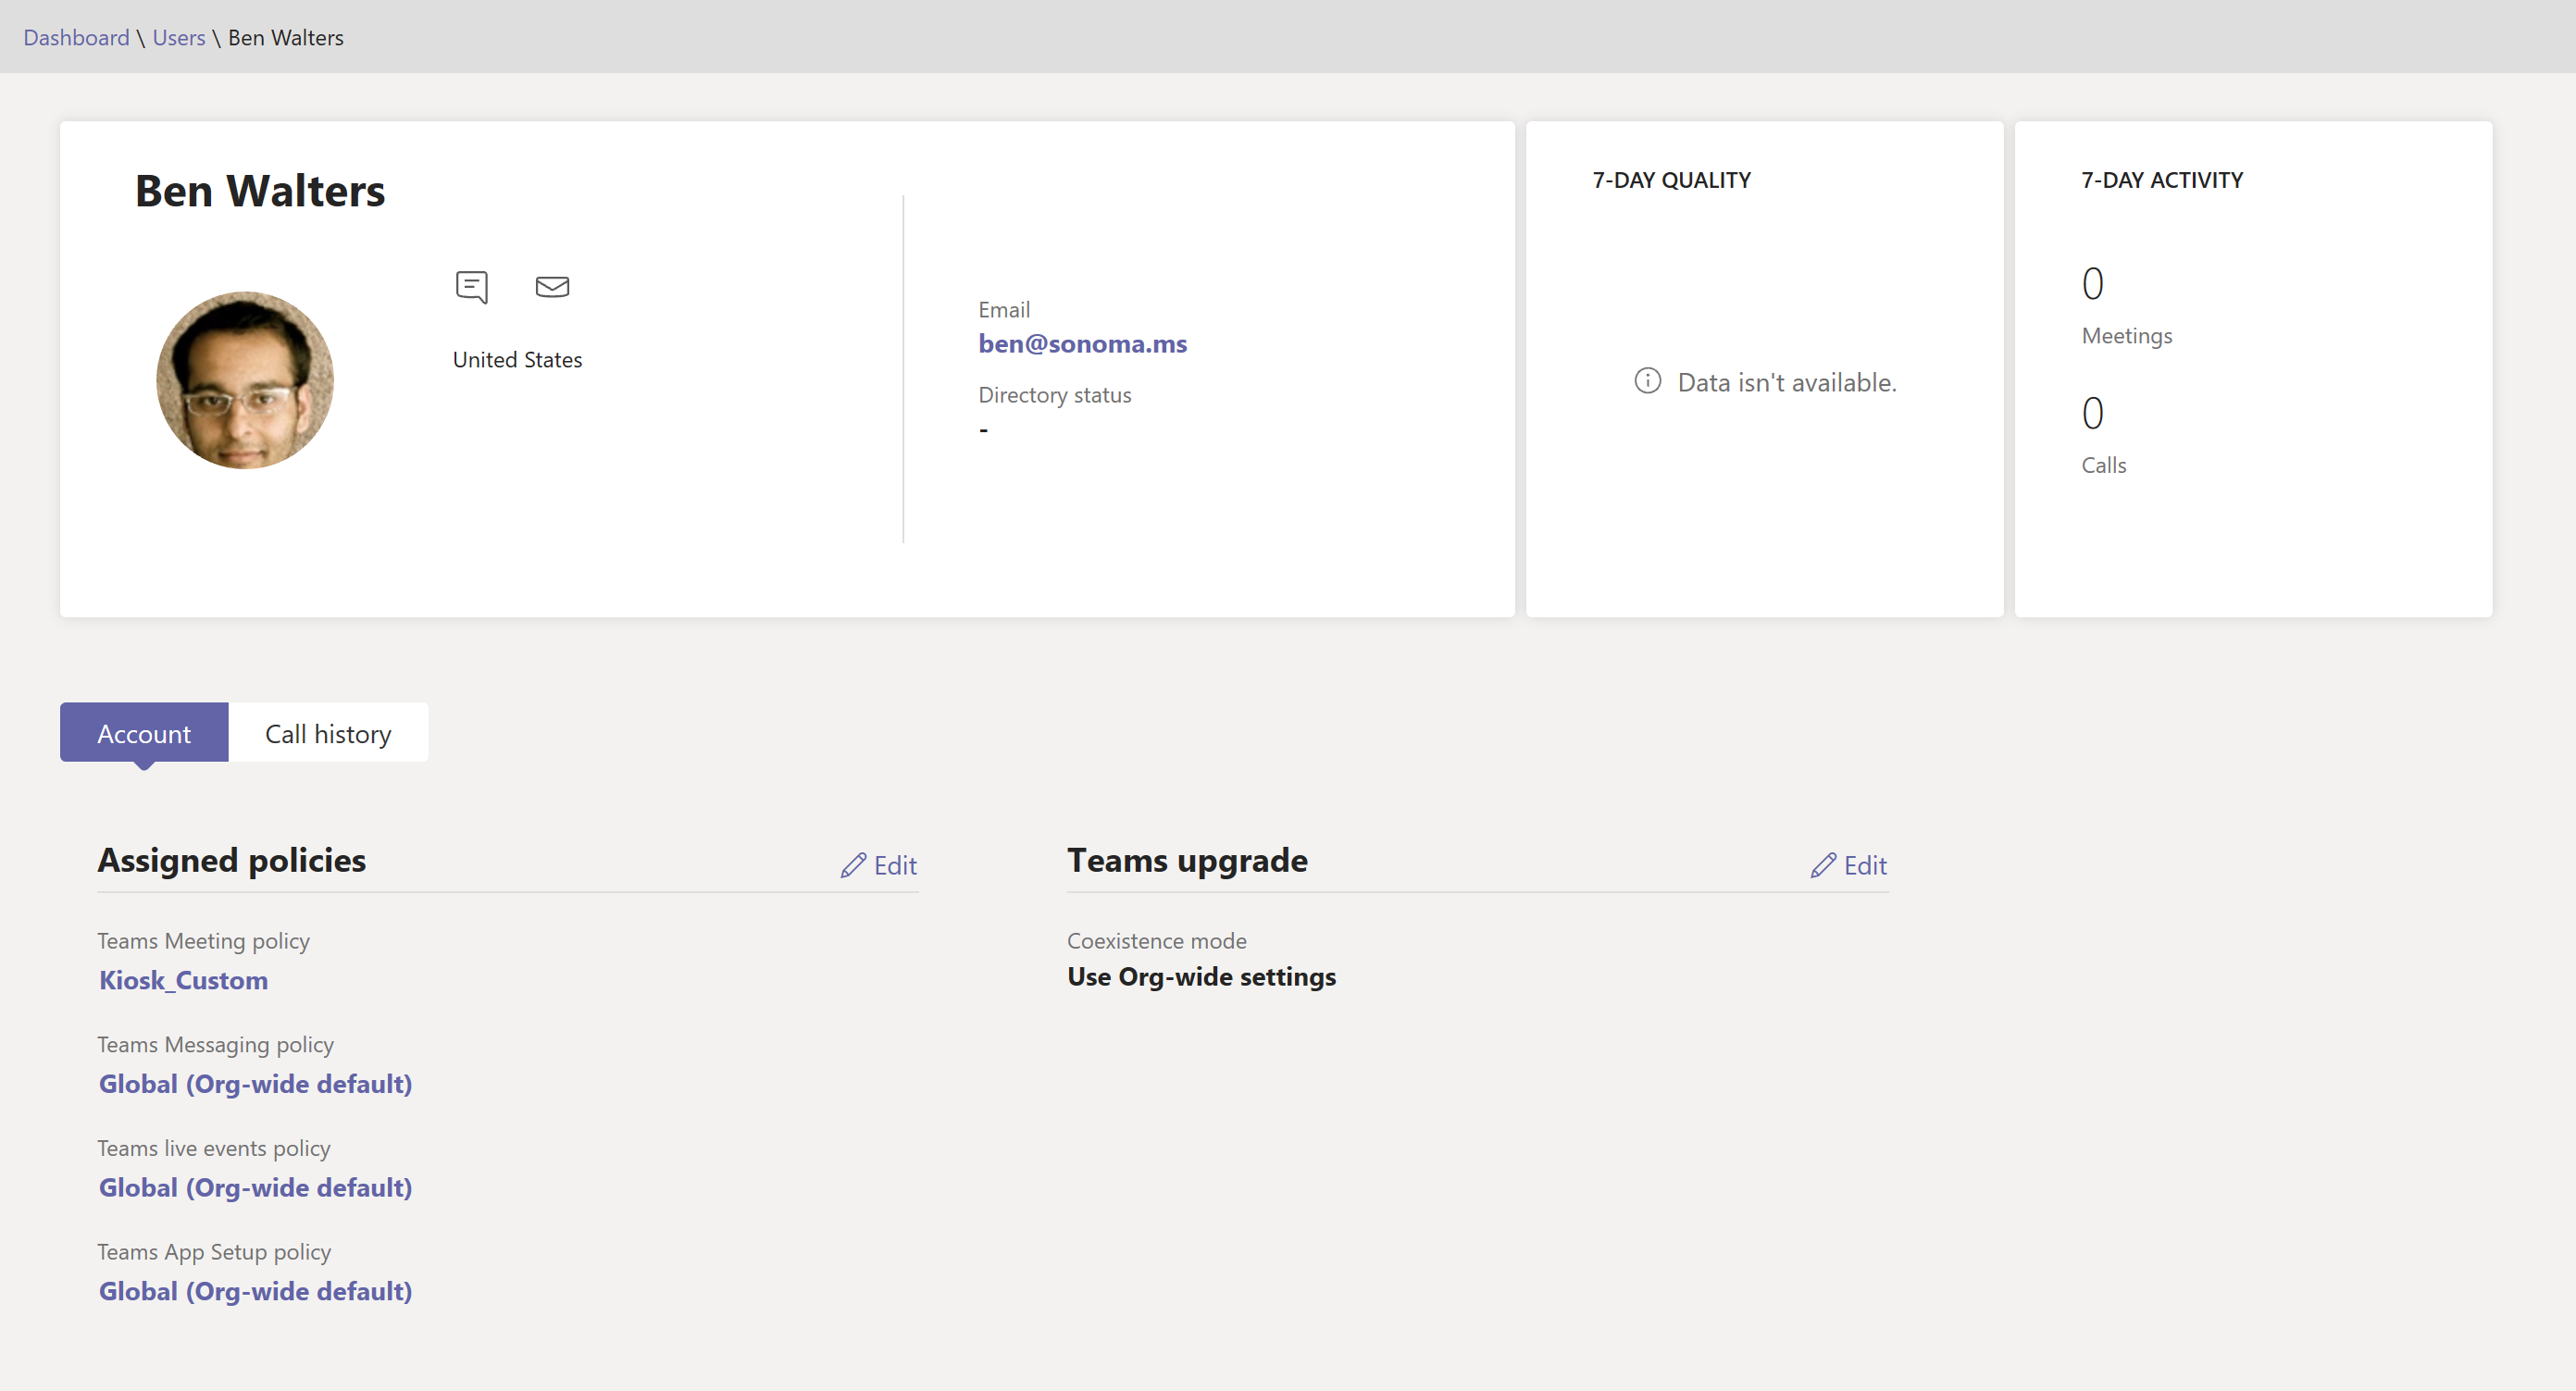 Dashboard \ Users \ Ben Walters
Ben Walters
United States
Email
ben@sonoma.ms
Directory status
-
7-DAY QUALITY
Data isn't available.
7-DAY ACTIVITY
0
Meetings
0
Calls
Account
Call history
Assigned policies
Edit
Teams Meeting policy
Kiosk_Custom
Teams Messaging policy
Global (Org-wide default)
Teams live events policy
Global (Org-wide default)
Teams App Setup policy
Global (Org-wide default)
Teams upgrade
Edit
Coexistence mode
Use Org-wide settings